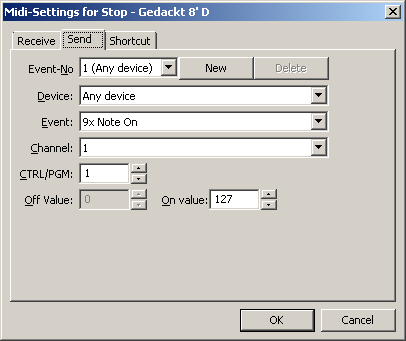 Midi-Settings for Stop - Gedackt 8' D
Receive Send Shortcut
Event-No 1 (Any device) New Delete
Device: Any device
Event: 9x Note On
Channel: 1
CTRL/PGM: 1
Off Value: 0 On value: 127
OK Cancel